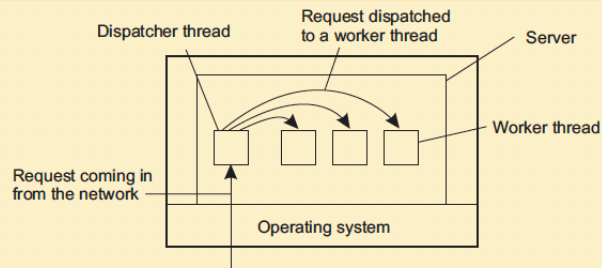 Request dispatched
to a worker thread
Dispatcher thread
Server
Worker thread
Request coming in
from the network
Operating system